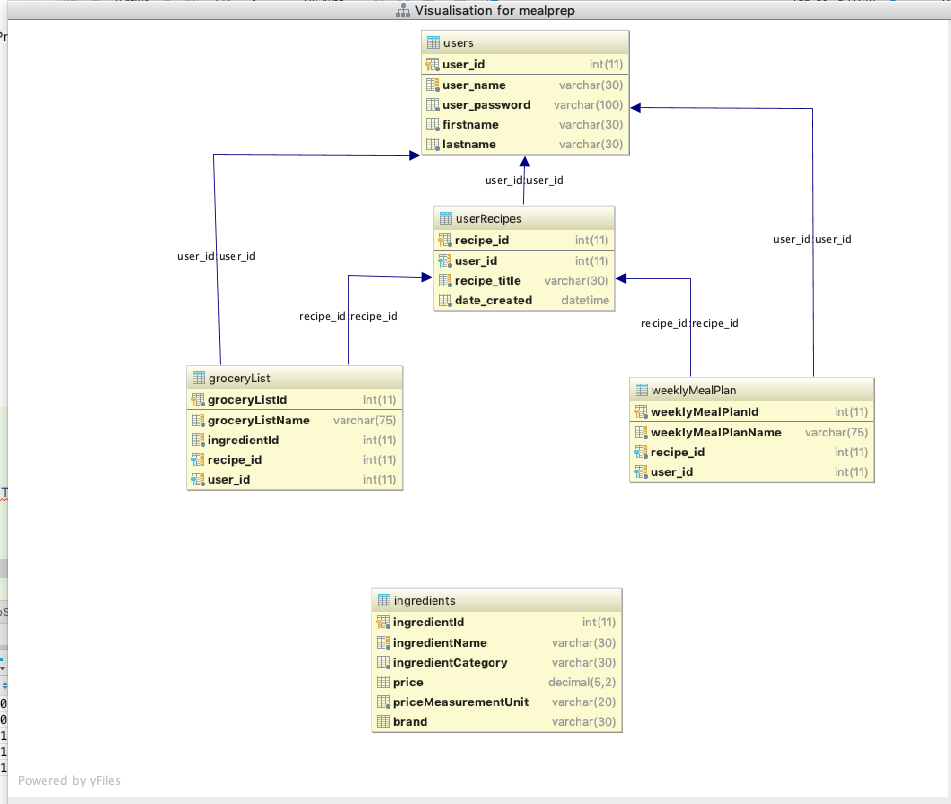 Visualisation for mealprep
users
user_id int(11)
user_name varchar(30)
user_password varchar(100)
firstname varchar(30)
lastname varchar(30)
user_id:user_id
userRecipes
recipe_id int(11)
user_id int(11)
recipe_title varchar(30)
date_created datetime
user_id:user_id
user_id:user_id
recipe_id:recipe_id
recipe_id:recipe_id
groceryList
groceryListId int(11)
groceryListName varchar(75)
ingredientId int(11)
recipe_id int(11)
user_id int(11)
weeklyMealPlan
weeklyMealPlanId int(11)
weeklyMealPlanName varchar(75)
recipe_id int(11)
user_id int(11)
ingredients
ingredientId int(11)
ingredientName varchar(30)
ingredientCategory varchar(30)
price decimal(5,2)
priceMeasurementUnit varchar(20)
brand varchar(30)
Powered by yFiles